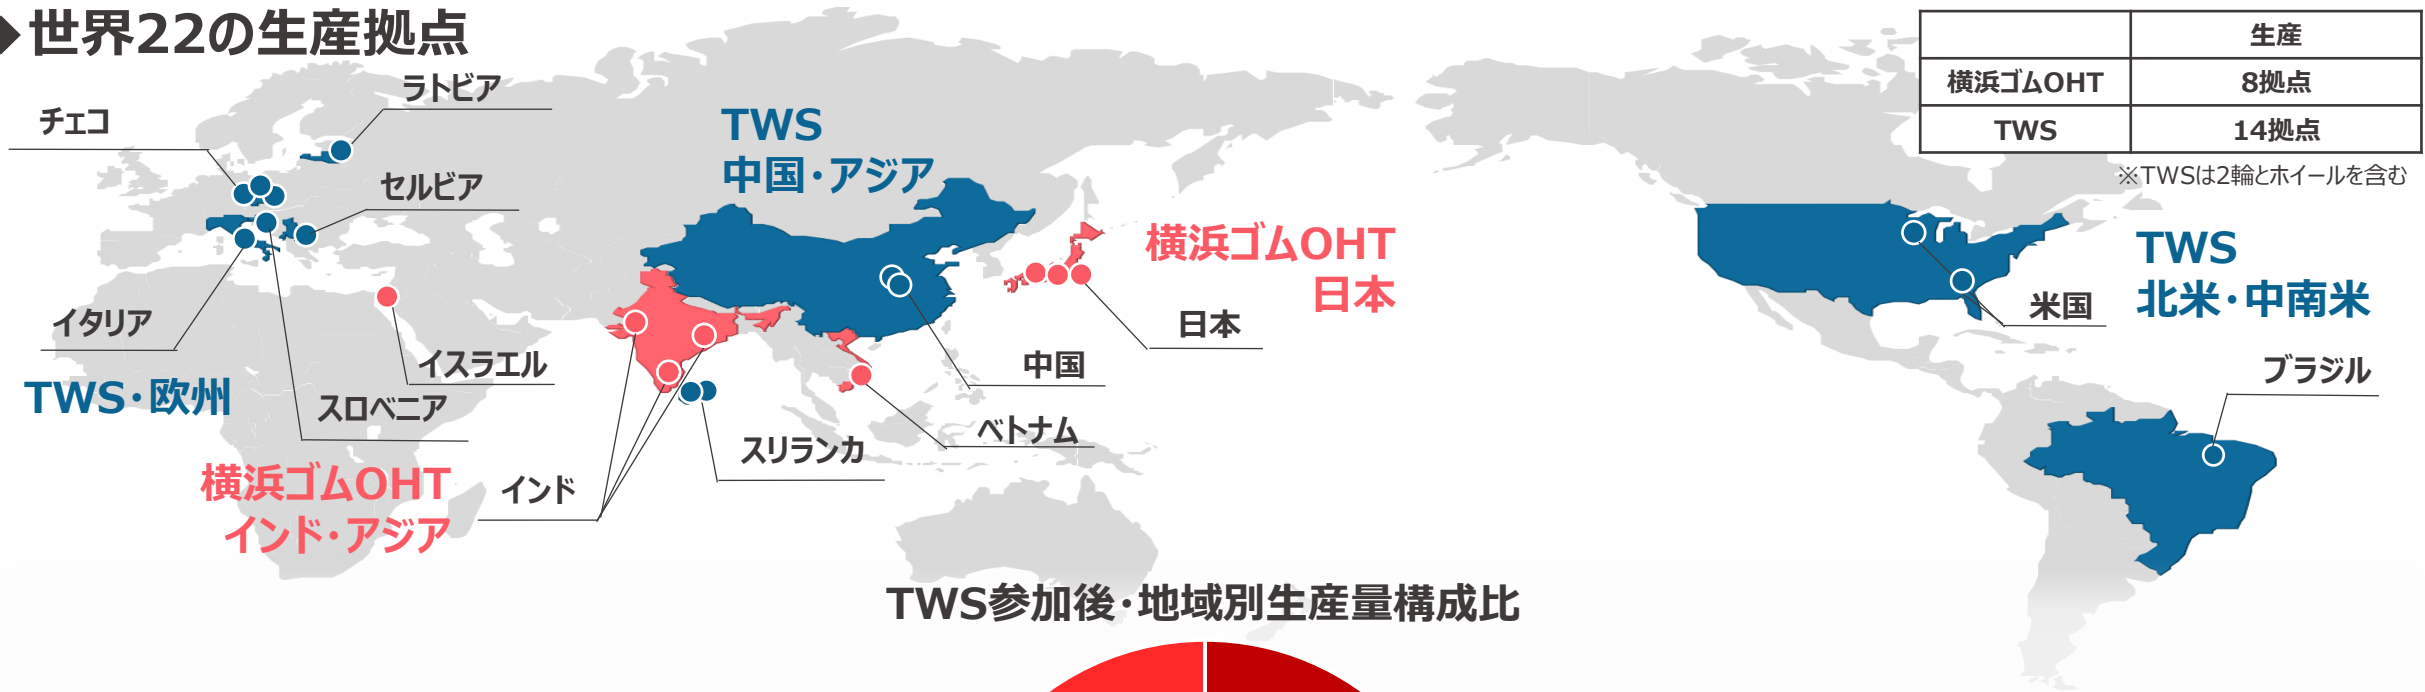 ◆世界22の生産拠点
生産
横浜ゴムOHT 8拠点
TWS 14拠点
※TWSは2輪とホイールを含む
ラトビア
チェコ
セルビア
イタリア
イスラエル
TWS・欧州
スロベニア
横浜ゴムOHT
インド・アジア
インド
TWS
中国・アジア
スリランカ
ベトナム
中国
日本
横浜ゴムOHT
日本
米国
TWS
北米・中南米
ブラジル
TWS参加後・地域別生産量構成比